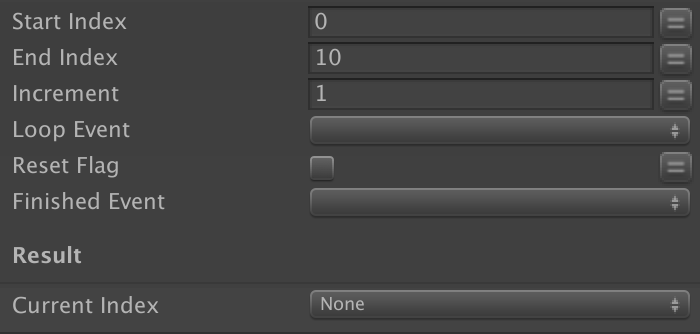 Start Index 0
End Index 10
Increment 1
Loop Event
Reset Flag
Finished Event
Result
Current Index None